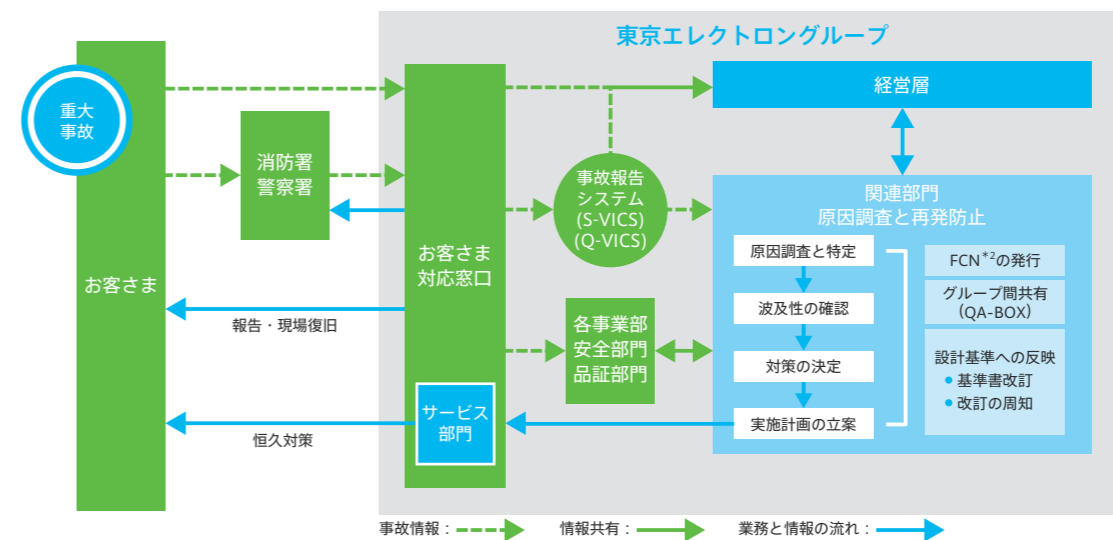 東京エレクトロングループ
重大
事故
お客さま
消防署
警察署
お客さま
対応窓口
サービス
部門
報告・現場復旧
恒久対策
事故報告
システム
(S-VICS)
(Q-VICS)
各事業部
安全部門
品証部門
経営層
関連部門
原因調査と再発防止
原因調査と特定
波及性の確認
対策の決定
実施計画の立案
FCN*2の発行
グループ間共有
(QA-BOX)
設計基準への反映
● 基準書改訂
● 改訂の周知
事故情報：
情報共有：
業務と情報の流れ：